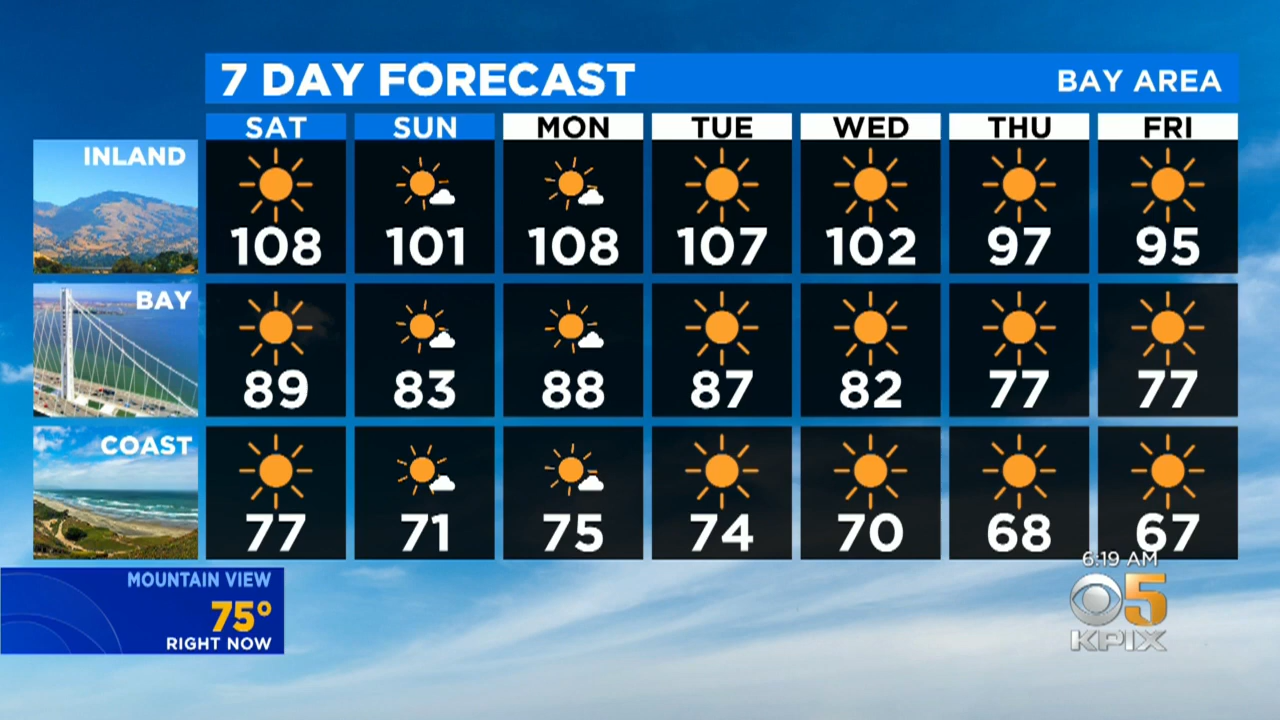 7 DAY FORECAST
BAY AREA
SAT SUN MON TUE WED THU FRI
INLAND
108 101 108 107 102 97 95
BAY
89 83 88 87 82 77 77
COAST
77 71 75 74 70 68 67
6:19 AM
MOUNTAIN VIEW
75°
RIGHT NOW
5
KPIX